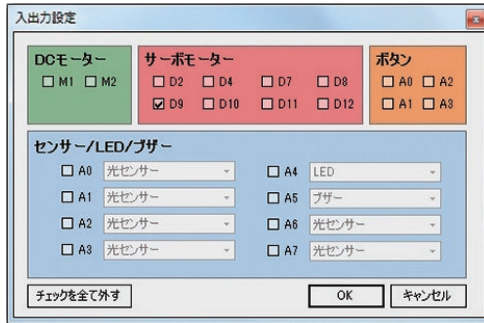 入出力設定
DCモーター
M1 M2
サーボモーター
D2 D4 D7 D8
D9 D10 D11 D12
ボタン
A0 A2
A1 A3
センサー/LED/ブザー
A0 光センサー
A1 光センサー
A2 光センサー
A3 光センサー
A4 LED
A5 ブザー
A6 光センサー
A7 光センサー
チェックを全て外す
OK
キャンセル